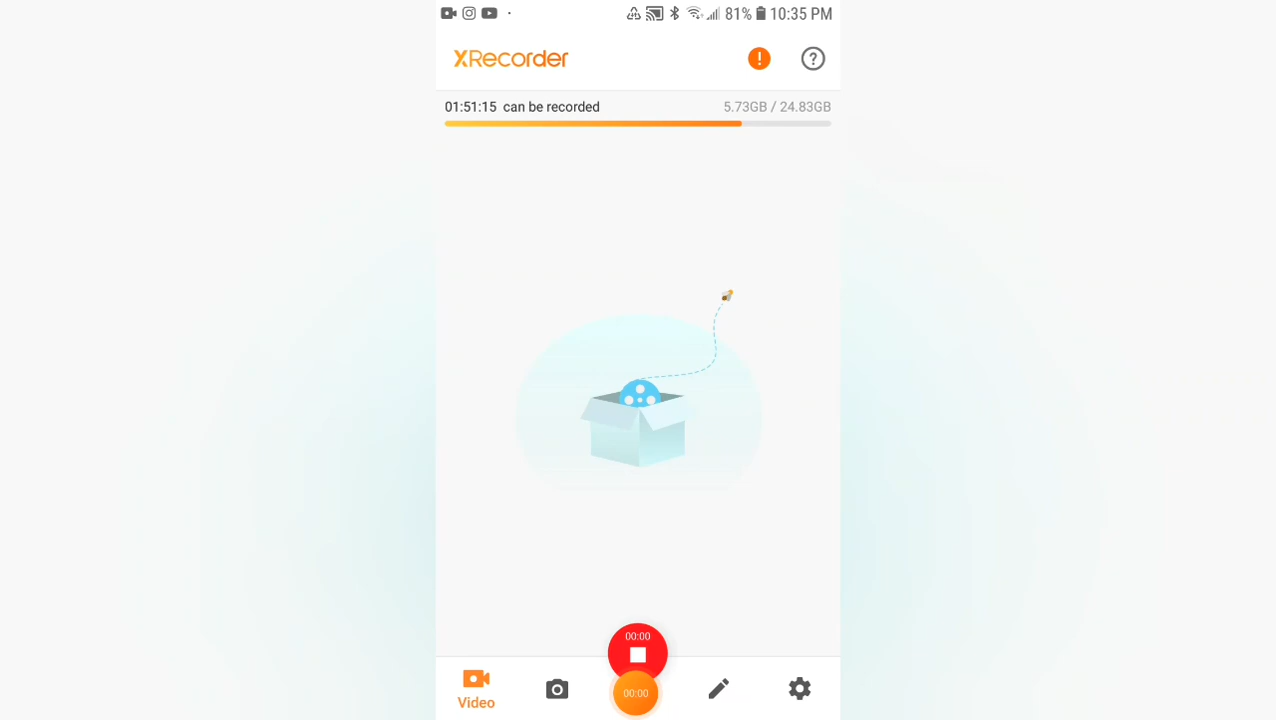 81% 10:35 PM
XRecorder
01:51:15 can be recorded 5.73GB / 24.83GB
00:00
00:00
Video